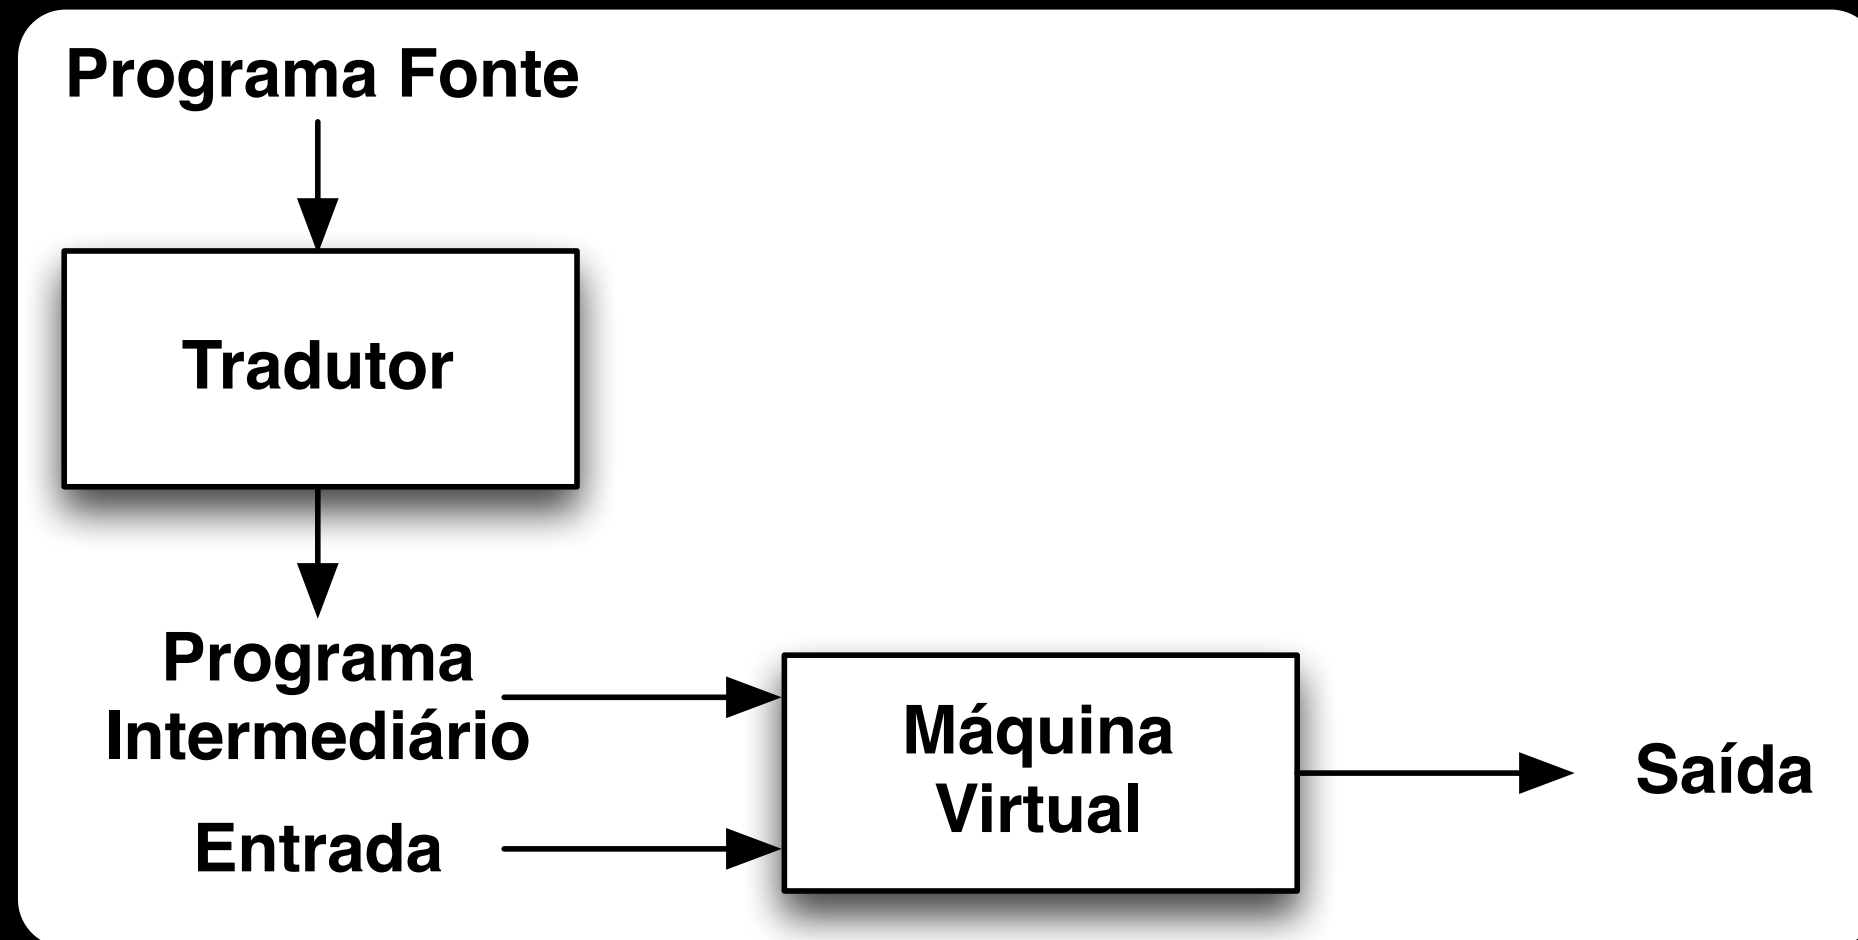 Programa Fonte
Tradutor
Programa
Intermediário
Entrada
Máquina
Virtual
Saída